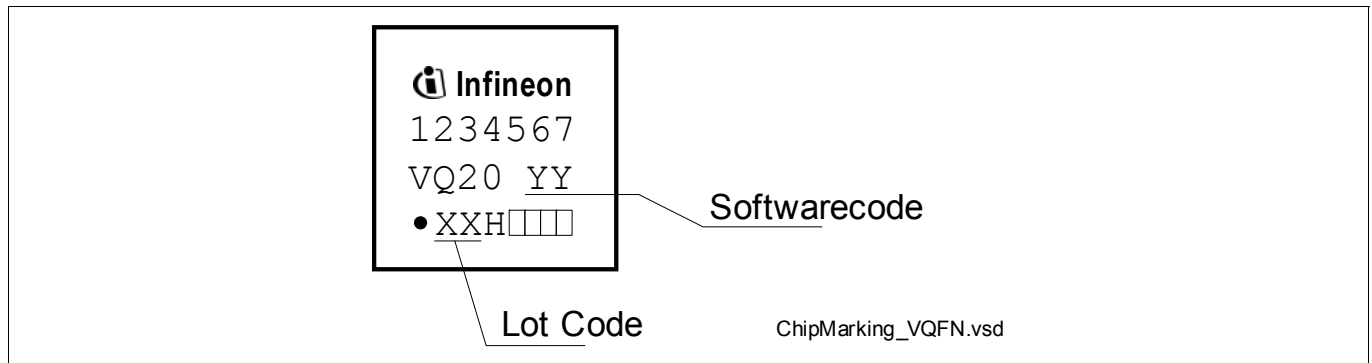 Infineon
1234567
VQ20 YY
XXH
Softwarecode
Lot Code
ChipMarking_VQFN.vsd